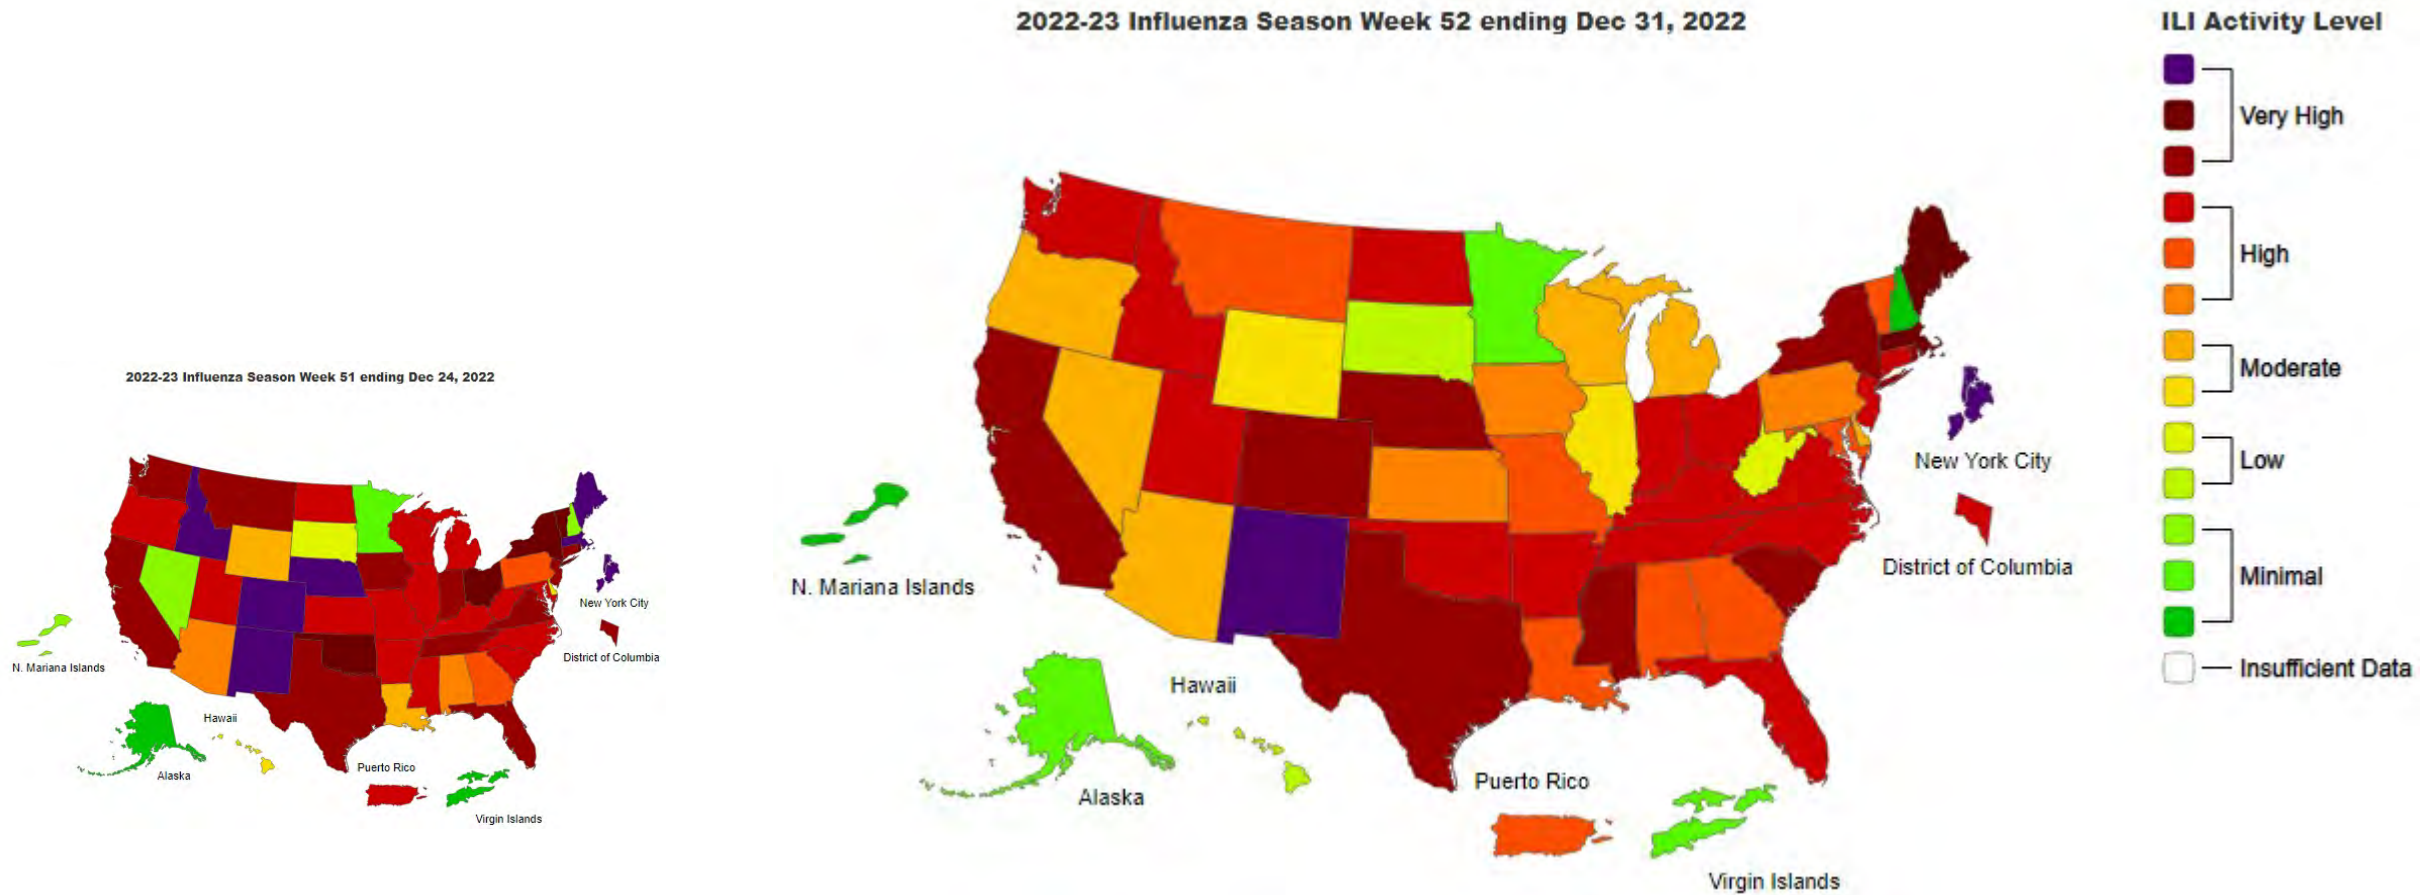 2022-23 Influenza Season Week 51 ending Dec 24, 2022
New York City
District of Columbia
N. Mariana Islands
Hawaii
Alaska
Puerto Rico
Virgin Islands
2022-23 Influenza Season Week 52 ending Dec 31, 2022
New York City
District of Columbia
N. Mariana Islands
Hawaii
Alaska
Puerto Rico
Virgin Islands
ILI Activity Level
Very High
High
Moderate
Low
Minimal
Insufficient Data